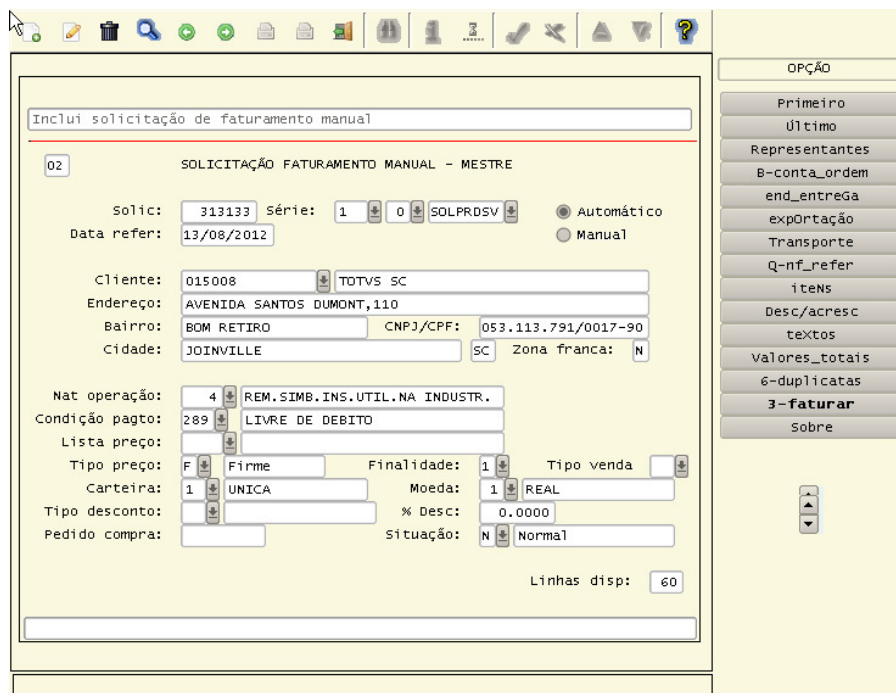 OPÇÃO
Primeiro
Último
Representantes
B-conta_ordem
end_entreGa
expOrtação
Transporte
Q-nf_refer
iteNs
Desc/acresc
teXtos
Valores_totais
6-duplicatas
3-faturar
Sobre
Inclui solicitação de faturamento manual
02 SOLICITAÇÃO FATURAMENTO MANUAL - MESTRE
Solic: 313133 Série: 1 0 SOLPRDSV Automático
Data refer: 13/08/2012 Manual
Cliente: 015008 TOTVS SC
Endereço: AVENIDA SANTOS DUMONT,110
Bairro: BOM RETIRO CNPJ/CPF: 053.113.791/0017-90
Cidade: JOINVILLE SC Zona franca: N
Nat operação: 4 REM.SIMB.INS.UTIL.NA INDUSTR.
Condição pagto: 289 LIVRE DE DEBITO
Lista preço:
Tipo preço: F Firme Finalidade: 1 Tipo venda
Carteira: 1 UNICA Moeda: 1 REAL
Tipo desconto: % Desc: 0.0000
Pedido compra: Situação: N Normal
Linhas disp: 60